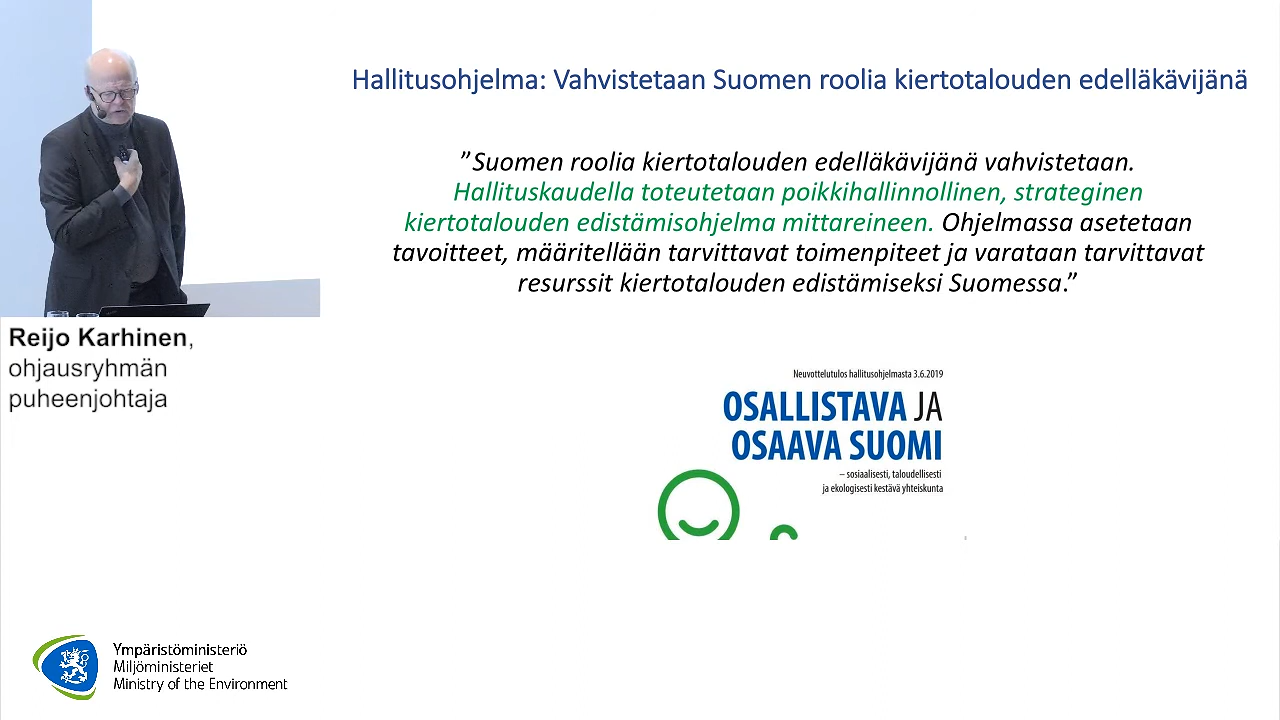 Hallitusohjelma: Vahvistetaan Suomen roolia kiertotalouden edelläkävijänä
”Suomen roolia kiertotalouden edelläkävijänä vahvistetaan.
Hallituskaudella toteutetaan poikkihallinnollinen, strateginen
kiertotalouden edistämisohjelma mittareineen. Ohjelmassa asetetaan
tavoitteet, määritellään tarvittavat toimenpiteet ja varataan tarvittavat
resurssit kiertotalouden edistämiseksi Suomessa.”
Reijo Karhinen,
ohjausryhmän
puheenjohtaja
Neuvottelutulos hallitusohjelmasta 3.6.2019
OSALLISTAVA JA
OSAAVA SUOMI
– sosiaalisesti, taloudellisesti
ja ekologisesti kestävä yhteiskunta
Ympäristöministeriö
Miljöministeriet
Ministry of the Environment